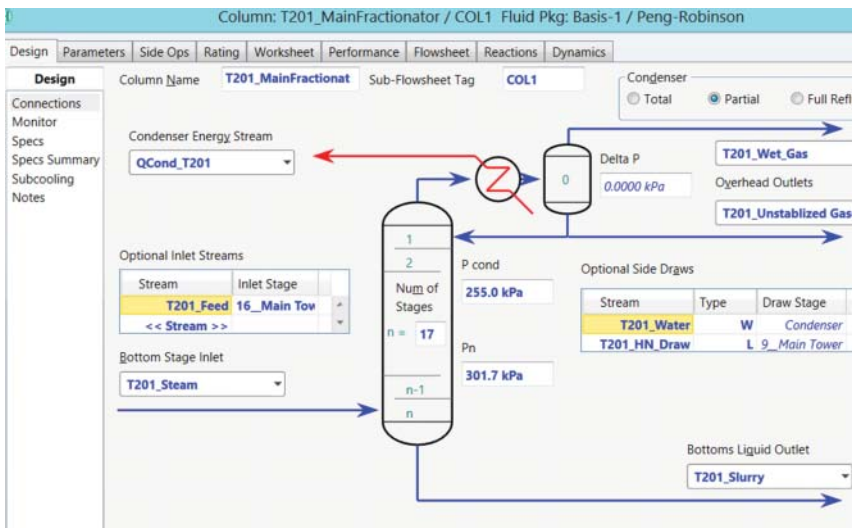 Column: T201_MainFractionator / COL1 Fluid Pkg: Basis-1 / Peng-Robinson
Design Parameters Side Ops Rating Worksheet Performance Flowsheet Reactions Dynamics
Design
Connections
Monitor
Specs
Specs Summary
Subcooling
Notes
Column Name T201_MainFractionat Sub-Flowsheet Tag COL1
Condenser
Total Partial Full Refl
Condenser Energy Stream
QCond_T201
0
Delta P
0.0000 kPa
T201_Wet_Gas
Overhead Outlets
T201_Unstablized Gas
Optional Inlet Streams
Stream Inlet Stage
T201_Feed 16__Main Tow
<< Stream >>
Bottom Stage Inlet
T201_Steam
1
2
Num of
Stages
n = 17
n-1
n
P cond
255.0 kPa
Pn
301.7 kPa
Optional Side Draws
Stream Type Draw Stage
T201_Water W Condenser
T201_HN_Draw L 9__Main Tower
Bottoms Liquid Outlet
T201_Slurry